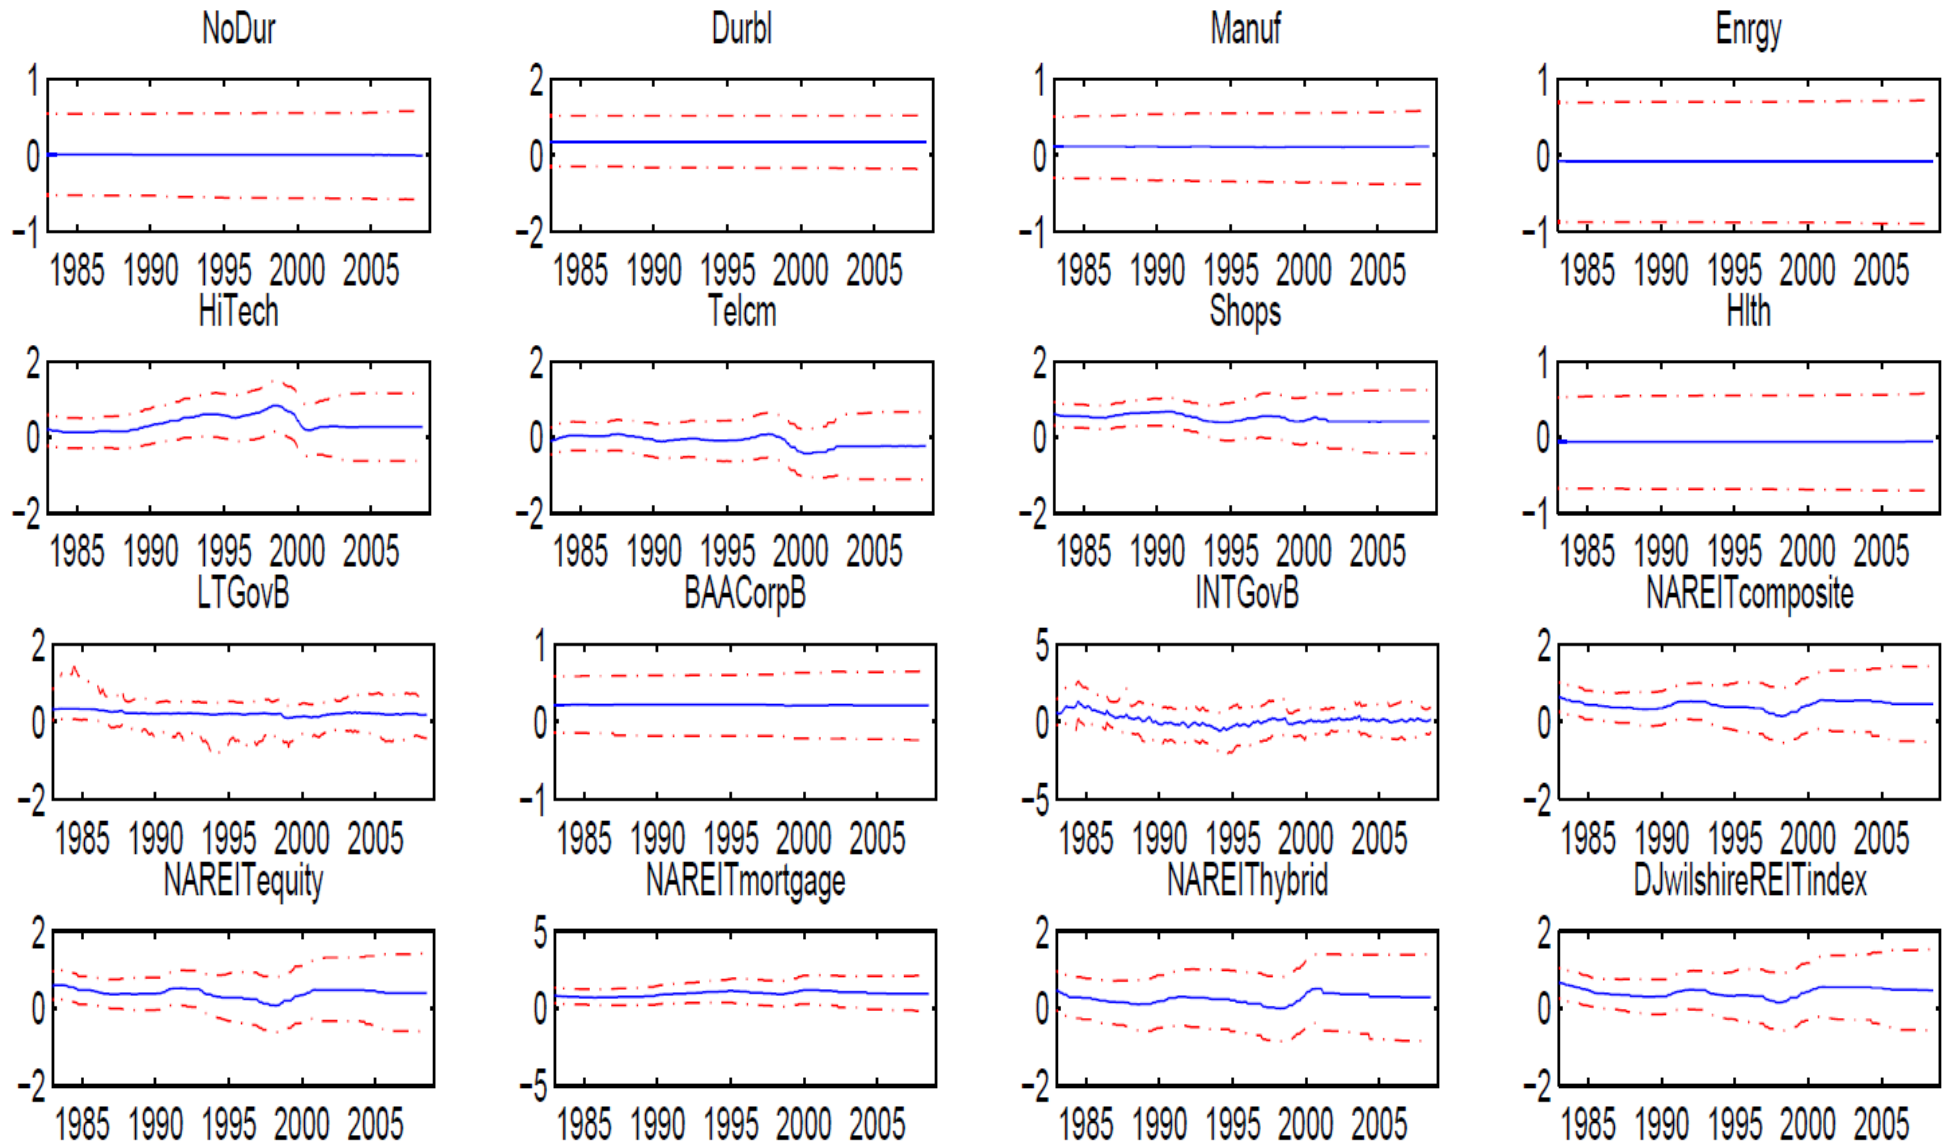 NoDur Durbl Manuf Enrgy
1 2 1 1
0 0 0 0
−1 −2 −1 −1
1985 1990 1995 2000 2005 1985 1990 1995 2000 2005 1985 1990 1995 2000 2005 1985 1990 1995 2000 2005
HiTech Telcm Shops Hlth
2 2 2 1
0 0 0 0
−2 −2 −2 −1
1985 1990 1995 2000 2005 1985 1990 1995 2000 2005 1985 1990 1995 2000 2005 1985 1990 1995 2000 2005
LTGovB BAACorpB INTGovB NAREITcomposite
2 1 5 2
0 0 0 0
−2 −1 −5 −2
1985 1990 1995 2000 2005 1985 1990 1995 2000 2005 1985 1990 1995 2000 2005 1985 1990 1995 2000 2005
NAREITequity NAREITmortgage NAREIThybrid DJwilshireREITindex
2 5 2 2
0 0 0 0
−2 −5 −2 −2
1985 1990 1995 2000 2005 1985 1990 1995 2000 2005 1985 1990 1995 2000 2005 1985 1990 1995 2000 2005